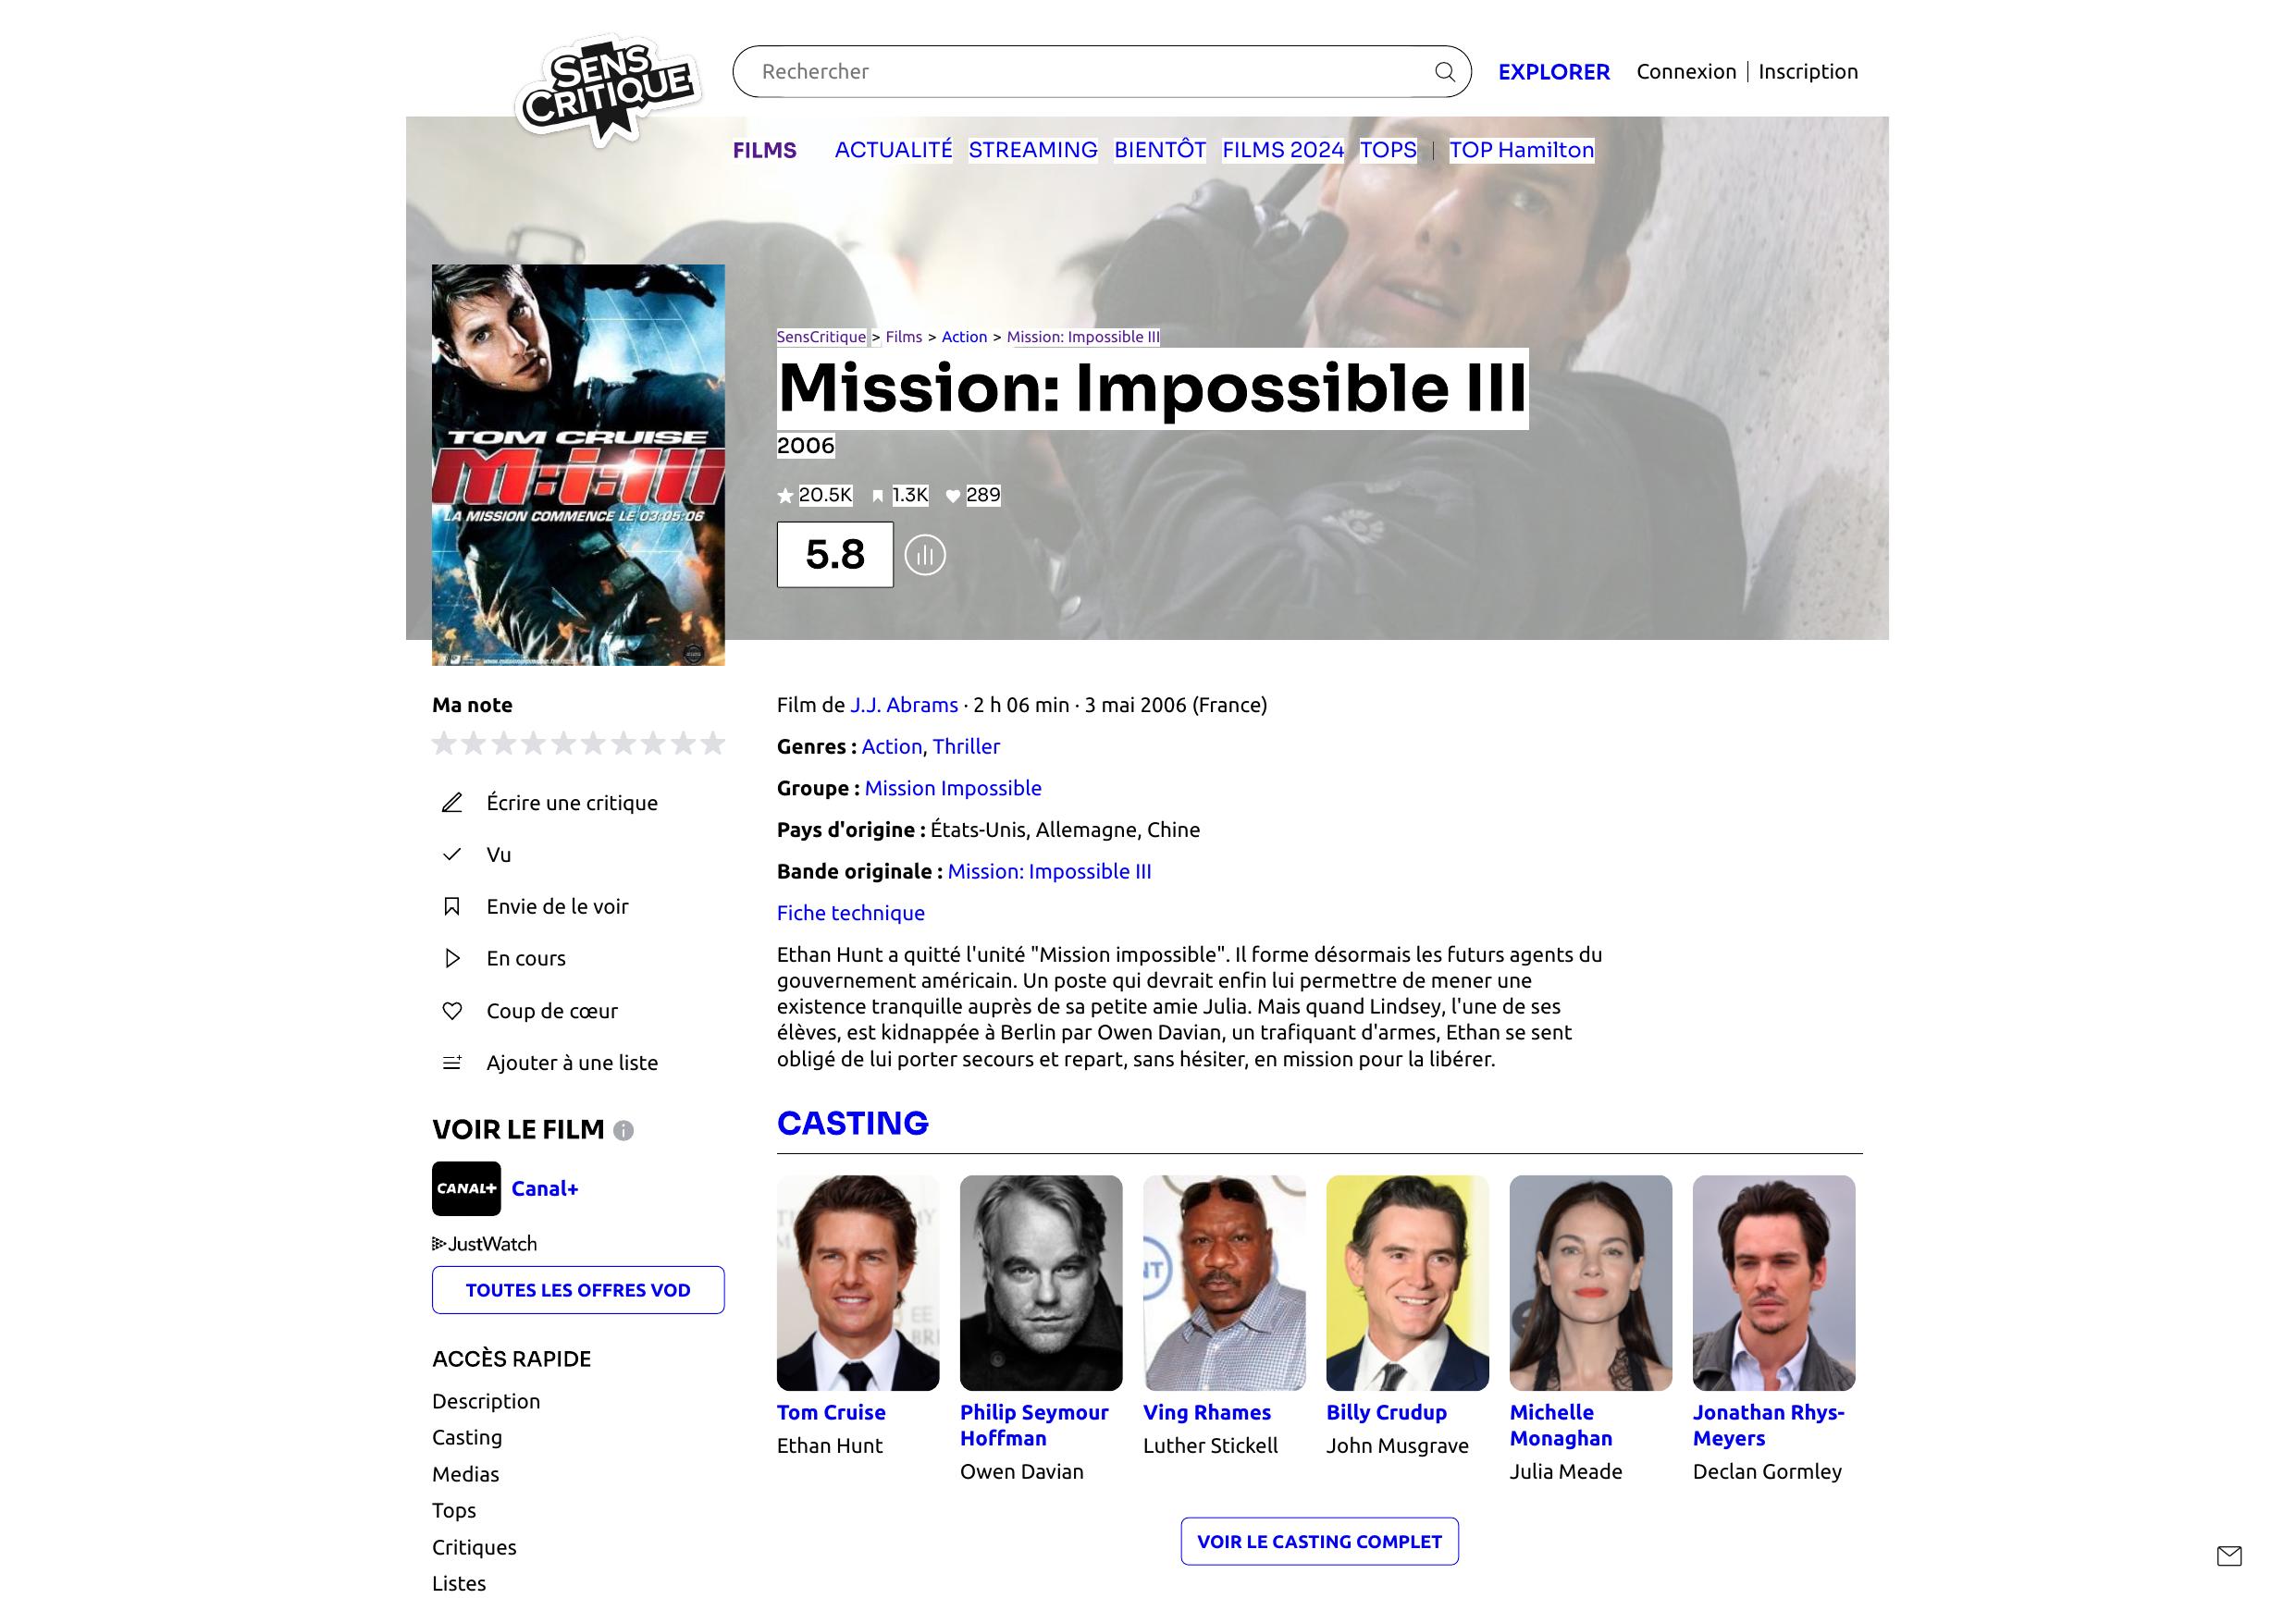 SENS
CRITIQUE
Rechercher
EXPLORER
Connexion | Inscription
FILMS
ACTUALITÉ STREAMING BIENTÔT FILMS 2024 TOPS | TOP Hamilton
TOM CRUISE
M:i:III
LA MISSION COMMENCE LE 03:05:06
SensCritique > Films > Action > Mission: Impossible III
Mission: Impossible III
2006
20.5K 1.3K 289
5.8
Ma note
Écrire une critique
Vu
Envie de le voir
En cours
Coup de cœur
Ajouter à une liste
VOIR LE FILM
CANAL+ Canal+
JustWatch
TOUTES LES OFFRES VOD
ACCÈS RAPIDE
Description
Casting
Medias
Tops
Critiques
Listes
Film de J.J. Abrams · 2 h 06 min · 3 mai 2006 (France)
Genres : Action, Thriller
Groupe : Mission Impossible
Pays d'origine : États-Unis, Allemagne, Chine
Bande originale : Mission: Impossible III
Fiche technique
Ethan Hunt a quitté l'unité "Mission impossible". Il forme désormais les futurs agents du
gouvernement américain. Un poste qui devrait enfin lui permettre de mener une
existence tranquille auprès de sa petite amie Julia. Mais quand Lindsey, l'une de ses
élèves, est kidnappée à Berlin par Owen Davian, un trafiquant d'armes, Ethan se sent
obligé de lui porter secours et repart, sans hésiter, en mission pour la libérer.
CASTING
Tom Cruise
Ethan Hunt
Philip Seymour
Hoffman
Owen Davian
Ving Rhames
Luther Stickell
Billy Crudup
John Musgrave
Michelle
Monaghan
Julia Meade
Jonathan Rhys-
Meyers
Declan Gormley
VOIR LE CASTING COMPLET